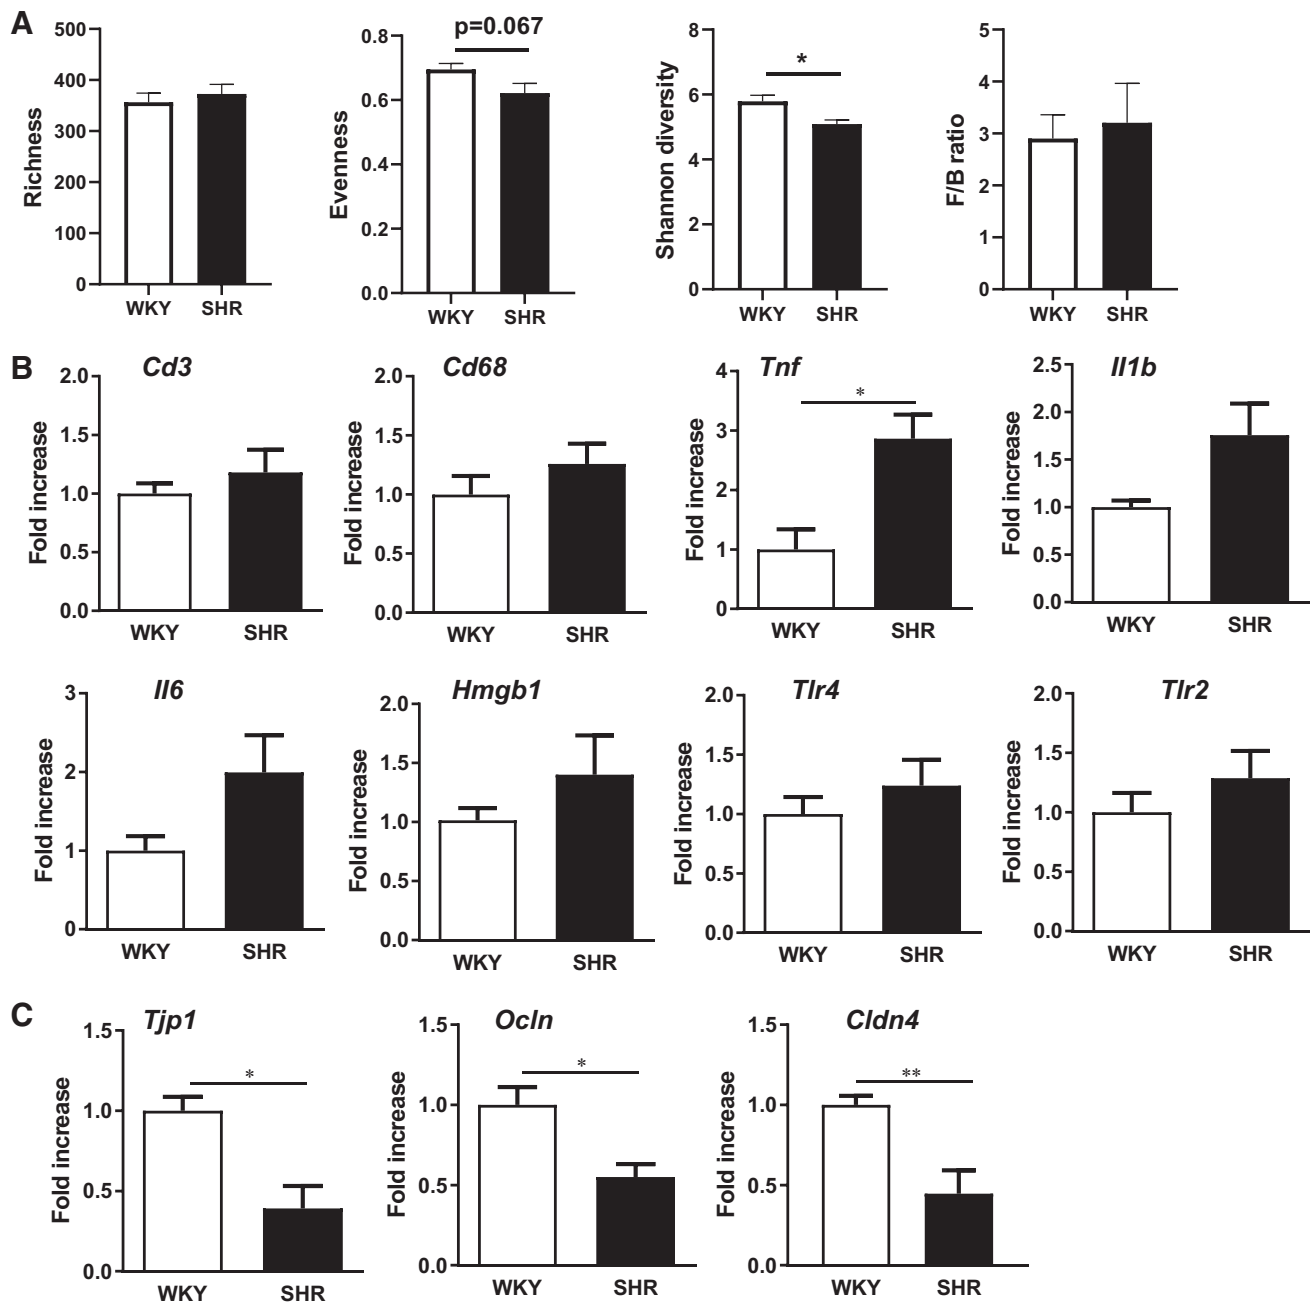 A
Richness
500
400
300
200
100
0
WKY SHR
p=0.067
Evenness
0.8
0.6
0.4
0.2
0.0
WKY SHR
*
Shannon diversity
8
6
4
2
0
WKY SHR
F/B ratio
5
4
3
2
1
0
WKY SHR
B
Cd3
Fold increase
2.0
1.5
1.0
0.5
0.0
WKY SHR
Cd68
Fold increase
2.0
1.5
1.0
0.5
0.0
WKY SHR
Tnf
*
Fold increase
4
3
2
1
0
WKY SHR
Il1b
Fold increase
2.5
2.0
1.5
1.0
0.5
0.0
WKY SHR
Il6
Fold increase
3
2
1
0
WKY SHR
Hmgb1
Fold increase
2.0
1.5
1.0
0.5
0.0
WKY SHR
Tlr4
Fold increase
2.0
1.5
1.0
0.5
0.0
WKY SHR
Tlr2
Fold increase
2.0
1.5
1.0
0.5
0.0
WKY SHR
C
Tjp1
*
Fold increase
1.5
1.0
0.5
0.0
WKY SHR
Ocln
*
Fold increase
1.5
1.0
0.5
0.0
WKY SHR
Cldn4
**
Fold increase
1.5
1.0
0.5
0.0
WKY SHR